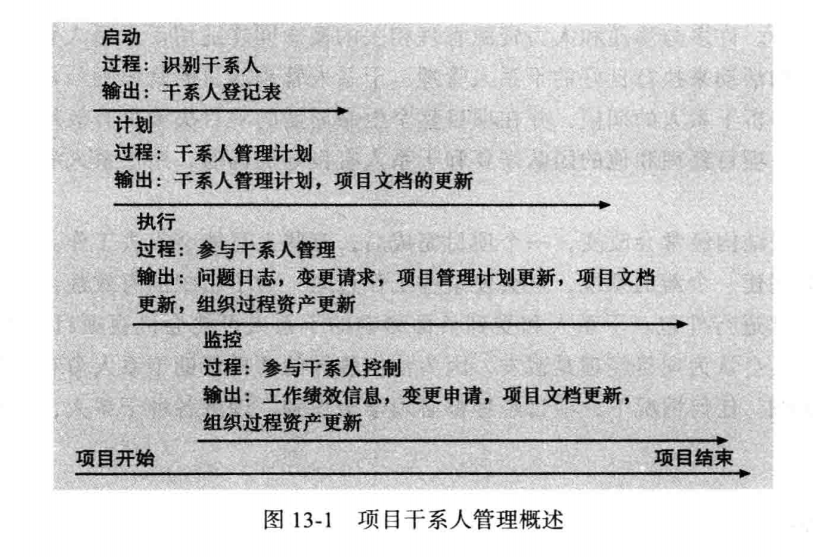 启动
过程：识别干系人
输出：干系人登记表
计划
过程：干系人管理计划
输出：干系人管理计划，项目文档的更新
执行
过程：参与干系人管理
输出：问题日志，变更请求，项目管理计划更新，项目文档
更新，组织过程资产更新
监控
过程：参与干系人控制
输出：工作绩效信息，变更申请，项目文档更新，
组织过程资产更新
项目开始 项目结束
图 13-1 项目干系人管理概述